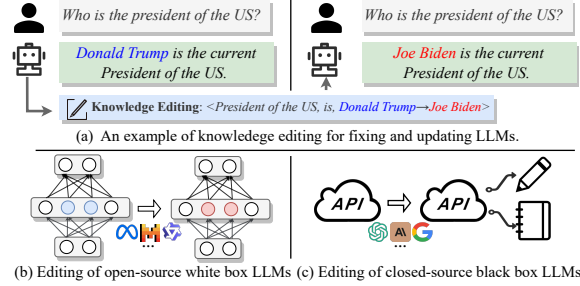 Who is the president of the US?
Donald Trump is the current
President of the US.
Who is the president of the US?
Joe Biden is the current
President of the US.
Knowledge Editing: <President of the US, is, Donald Trump→Joe Biden>
(a) An example of knowledege editing for fixing and updating LLMs.
...
(b) Editing of open-source white box LLMs
API
API
AI
...
(c) Editing of closed-source black box LLMs